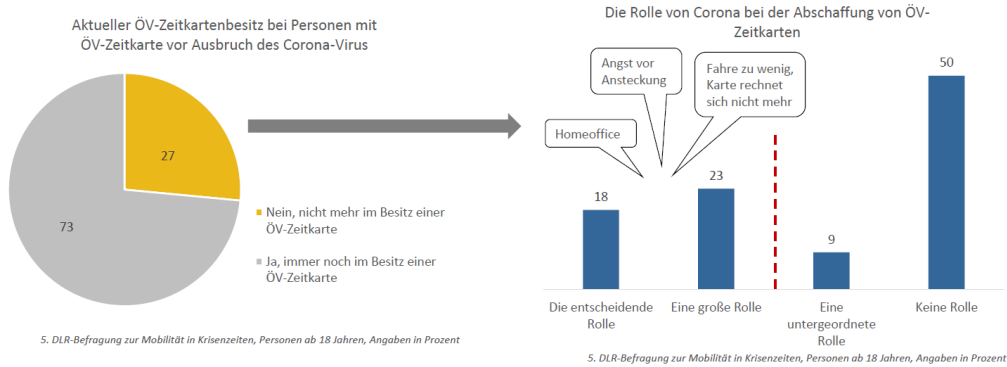 Aktueller ÖV-Zeitkartenbesitz bei Personen mit
ÖV-Zeitkarte vor Ausbruch des Corona-Virus
27
73
Nein, nicht mehr im Besitz einer
ÖV-Zeitkarte
Ja, immer noch im Besitz einer
ÖV-Zeitkarte
5. DLR-Befragung zur Mobilität in Krisenzeiten, Personen ab 18 Jahren, Angaben in Prozent
Die Rolle von Corona bei der Abschaffung von ÖV-
Zeitkarten
Homeoffice
Angst vor
Ansteckung
Fahre zu wenig,
Karte rechnet
sich nicht mehr
18
23
9
50
Die entscheidende
Rolle
Eine große Rolle
Eine
untergeordnete
Rolle
Keine Rolle
5. DLR-Befragung zur Mobilität in Krisenzeiten, Personen ab 18 Jahren, Angaben in Prozent